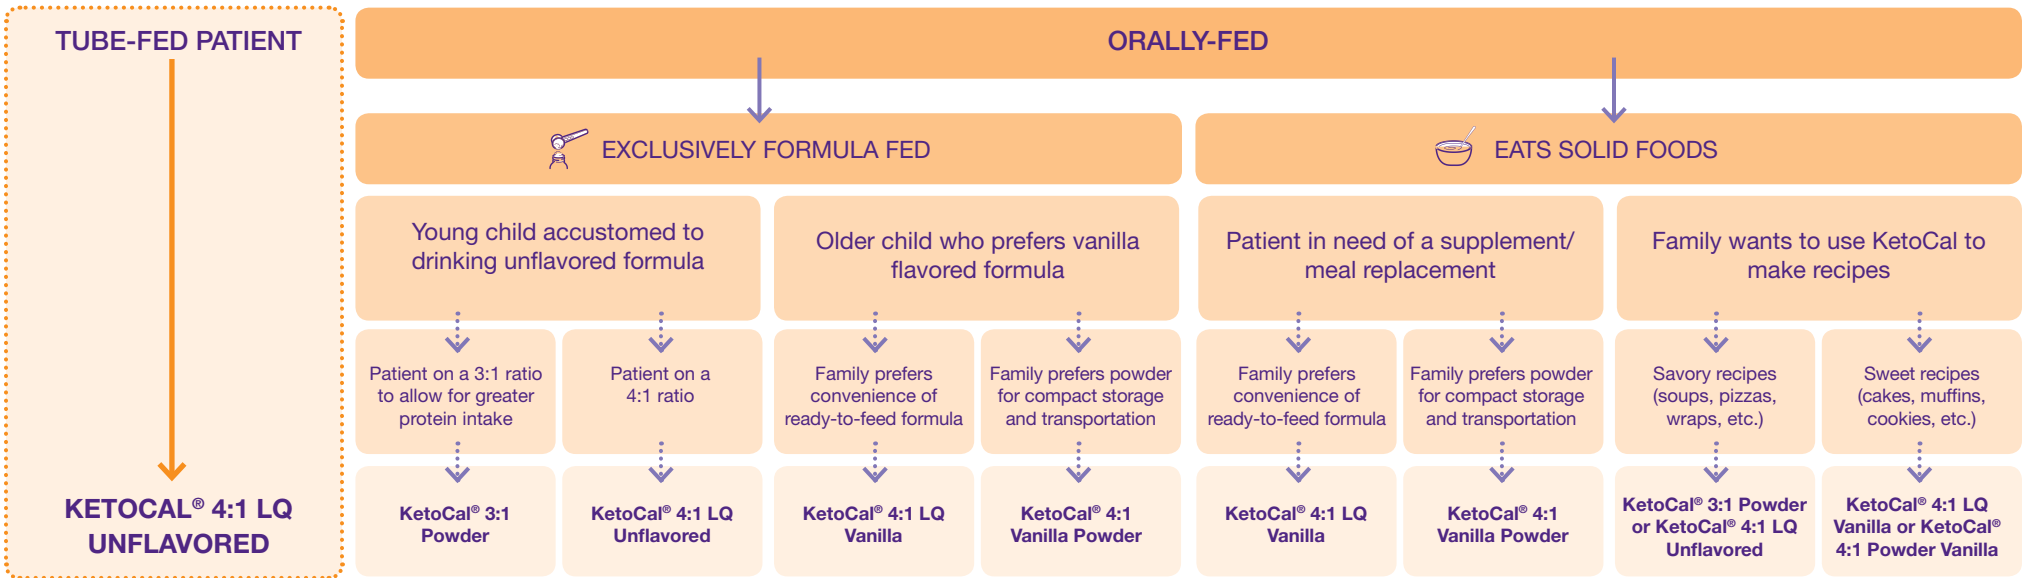 TUBE-FED PATIENT
KETOCAL® 4:1 LQ
UNFLAVORED
ORALLY-FED
EXCLUSIVELY FORMULA FED
Young child accustomed to
drinking unflavored formula
Patient on a 3:1 ratio
to allow for greater
protein intake
KetoCal® 3:1
Powder
Patient on a
4:1 ratio
KetoCal® 4:1 LQ
Unflavored
Older child who prefers vanilla
flavored formula
Family prefers
convenience of
ready-to-feed formula
KetoCal® 4:1 LQ
Vanilla
Family prefers powder
for compact storage
and transportation
KetoCal® 4:1
Vanilla Powder
EATS SOLID FOODS
Patient in need of a supplement/
meal replacement
Family prefers
convenience of
ready-to-feed formula
KetoCal® 4:1 LQ
Vanilla
Family prefers powder
for compact storage
and transportation
KetoCal® 4:1
Vanilla Powder
Family wants to use KetoCal to
make recipes
Savory recipes
(soups, pizzas,
wraps, etc.)
KetoCal® 3:1 Powder
or KetoCal® 4:1 LQ
Unflavored
Sweet recipes
(cakes, muffins,
cookies, etc.)
KetoCal® 4:1 LQ
Vanilla or KetoCal®
4:1 Powder Vanilla